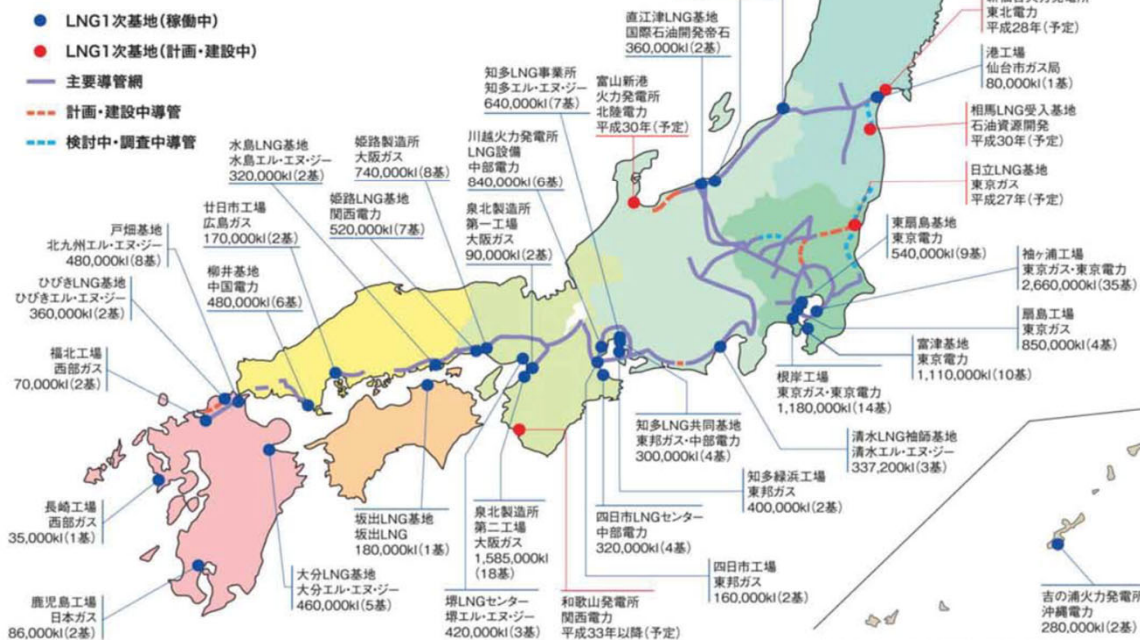 LNG1次基地(稼働中)
LNG1次基地(計画・建設中)
主要導管網
計画・建設中導管
検討中・調査中導管
直江津LNG基地
国際石油開発帝石
360,000kl(2基)
東北電力
平成28年(予定)
港工場
仙台市ガス局
80,000kl(1基)
相馬LNG受入基地
石油資源開発
平成30年(予定)
日立LNG基地
東京ガス
平成27年(予定)
知多LNG事業所
知多エル・エヌ・ジー
640,000kl(7基)
富山新港
火力発電所
北陸電力
平成30年(予定)
川越火力発電所
LNG設備
中部電力
840,000kl(6基)
水島LNG基地
水島エル・エヌ・ジー
320,000kl(2基)
姫路製造所
大阪ガス
740,000kl(8基)
姫路LNG基地
関西電力
520,000kl(7基)
泉北製造所
第一工場
大阪ガス
90,000kl(2基)
廿日市工場
広島ガス
170,000kl(2基)
戸畑基地
北九州エル・エヌ・ジー
480,000kl(8基)
柳井基地
中国電力
480,000kl(6基)
ひびきLNG基地
ひびきエル・エヌ・ジー
360,000kl(2基)
福北工場
西部ガス
70,000kl(2基)
東扇島基地
東京電力
540,000kl(9基)
袖ヶ浦工場
東京ガス・東京電力
2,660,000kl(35基)
扇島工場
東京ガス
850,000kl(4基)
富津基地
東京電力
1,110,000kl(10基)
根岸工場
東京ガス・東京電力
1,180,000kl(14基)
知多LNG共同基地
東邦ガス・中部電力
300,000kl(4基)
清水LNG袖師基地
清水エル・エヌ・ジー
337,200kl(3基)
知多緑浜工場
東邦ガス
400,000kl(2基)
四日市LNGセンター
中部電力
320,000kl(4基)
四日市工場
東邦ガス
160,000kl(2基)
長崎工場
西部ガス
35,000kl(1基)
坂出LNG基地
坂出LNG
180,000kl(1基)
泉北製造所
第二工場
大阪ガス
1,585,000kl
(18基)
大分LNG基地
大分エル・エヌ・ジー
460,000kl(5基)
堺LNGセンター
堺エル・エヌ・ジー
420,000kl(3基)
和歌山発電所
関西電力
平成33年以降(予定)
鹿児島工場
日本ガス
86,000kl(2基)
吉の浦火力発電所
沖縄電力
280,000kl(2基)